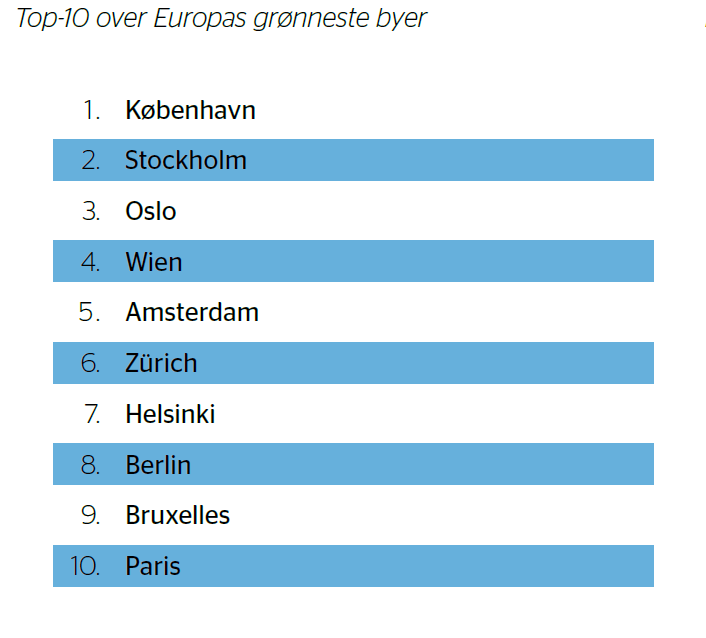 Top-10 over Europas grønneste byer
1. København
2. Stockholm
3. Oslo
4. Wien
5. Amsterdam
6. Zürich
7. Helsinki
8. Berlin
9. Bruxelles
10. Paris